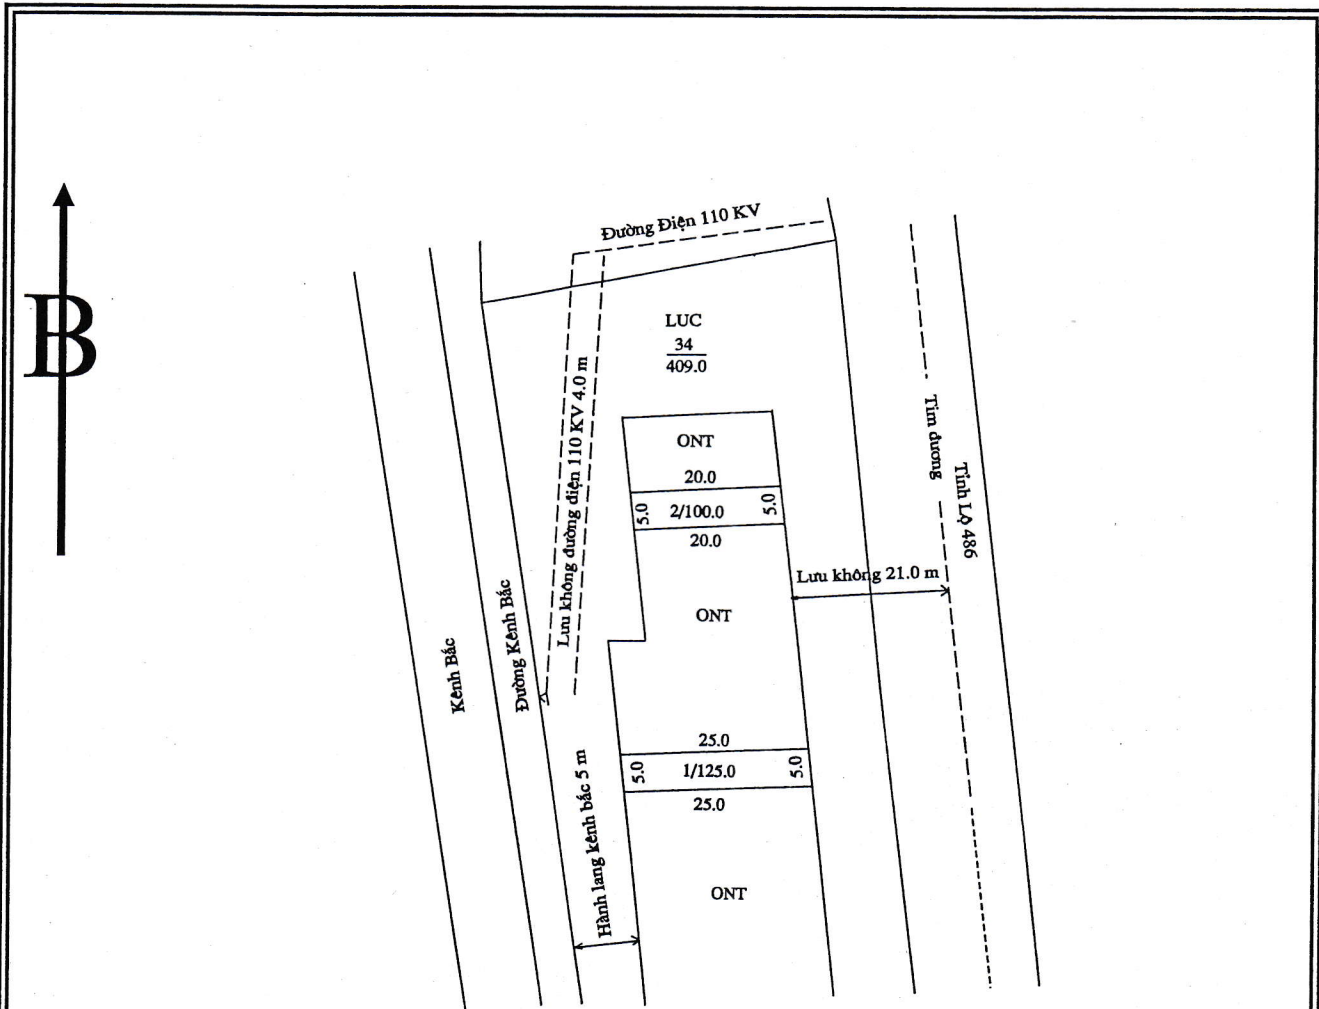 B
Đường Điện 110 KV
LUC
34
409.0
Lưu không đường điện 110 KV 4.0 m
ONT
20.0
5.0
2/100.0
5.0
20.0
Tim đương
Tỉnh Lộ 486
Lưu không 21.0 m
ONT
Kênh Bắc
Đường Kênh Bắc
25.0
5.0
1/125.0
5.0
25.0
Hành lang kênh bắc 5 m
ONT